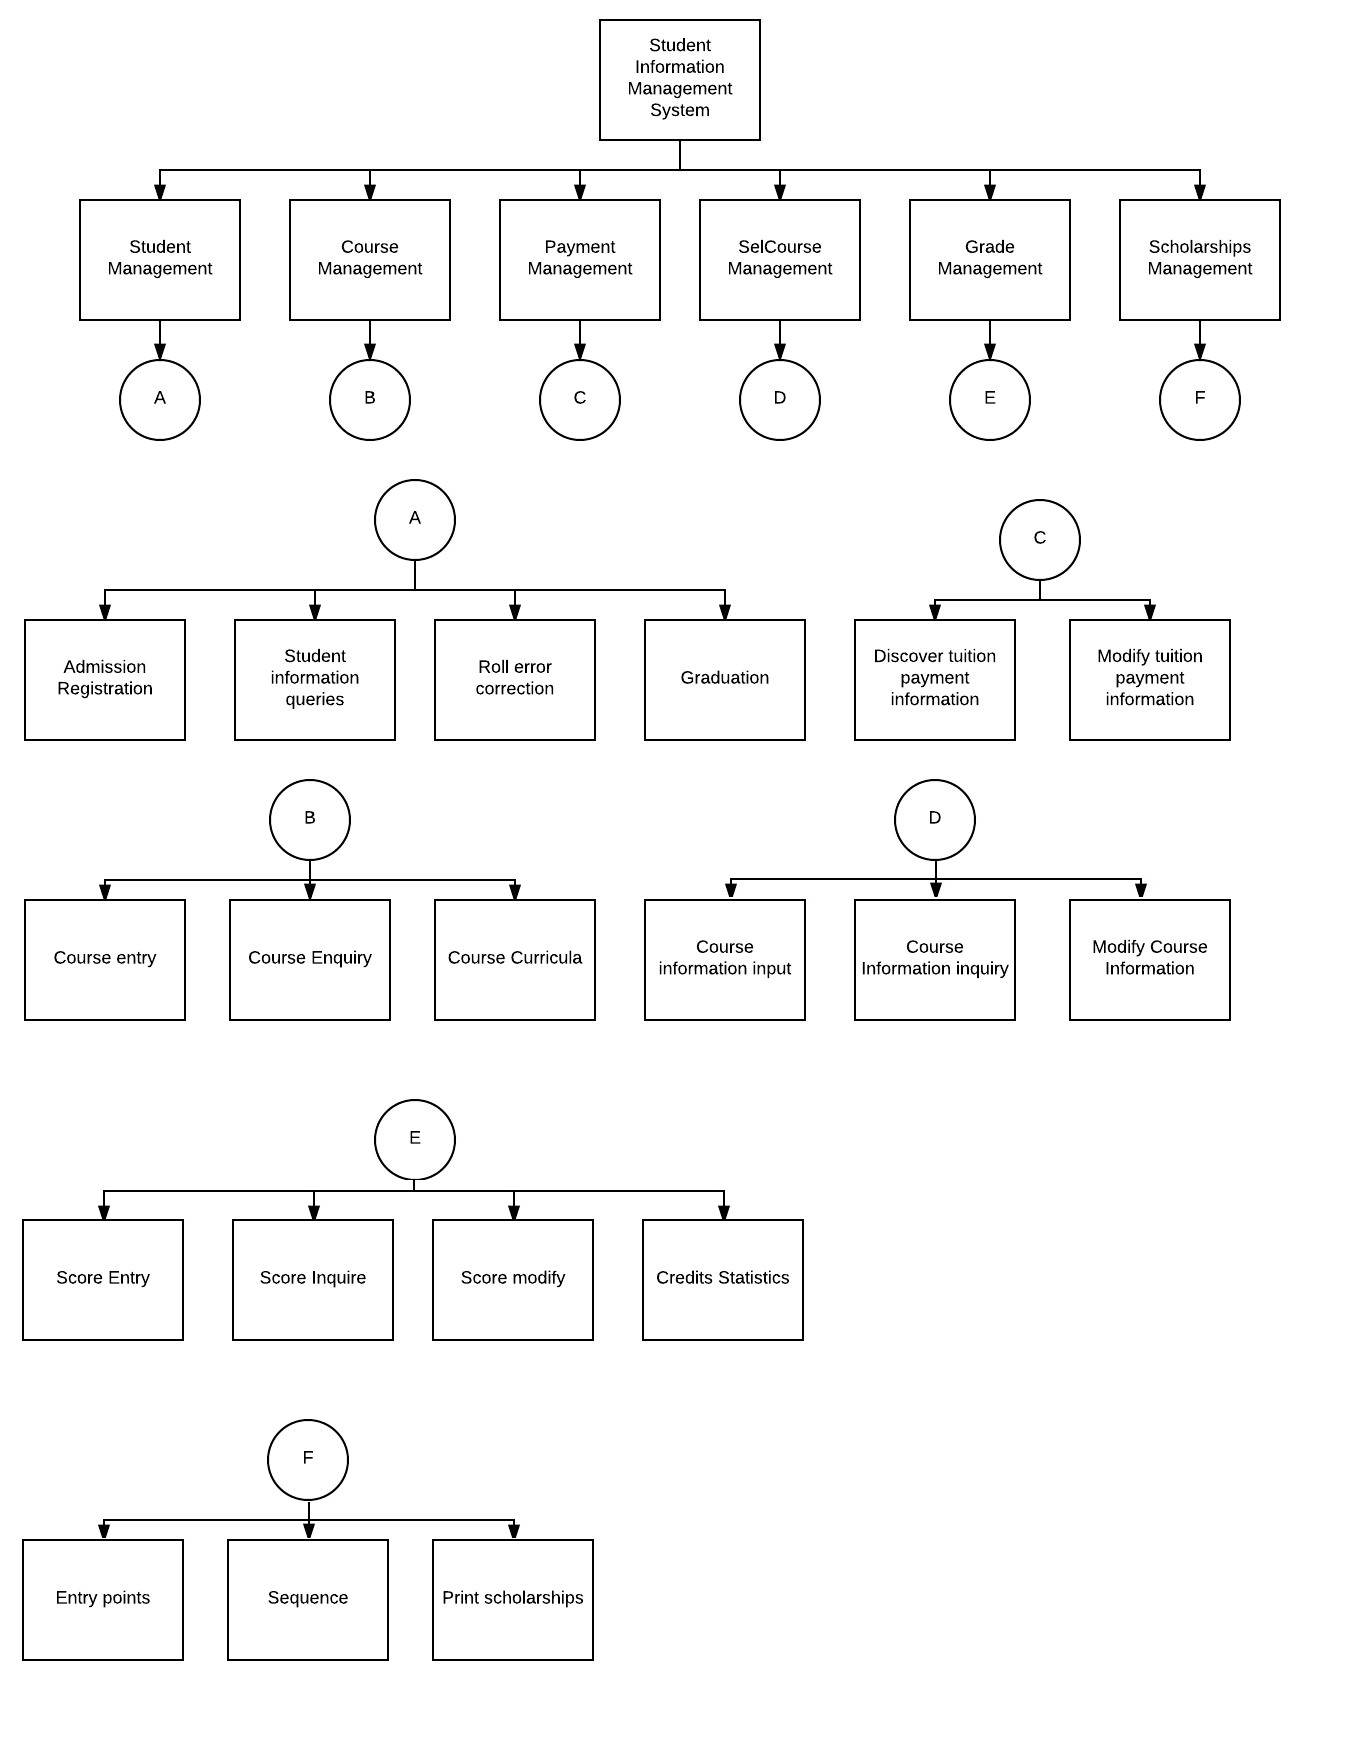 Student
Information
Management
System
Student
Management
Course
Management
Payment
Management
SelCourse
Management
Grade
Management
Scholarships
Management
A
B
C
D
E
F
A
C
Admission
Registration
Student
information
queries
Roll error
correction
Graduation
Discover tuition
payment
information
Modify tuition
payment
information
B
D
Course entry
Course Enquiry
Course Curricula
Course
information input
Course
Information inquiry
Modify Course
Information
E
Score Entry
Score Inquire
Score modify
Credits Statistics
F
Entry points
Sequence
Print scholarships